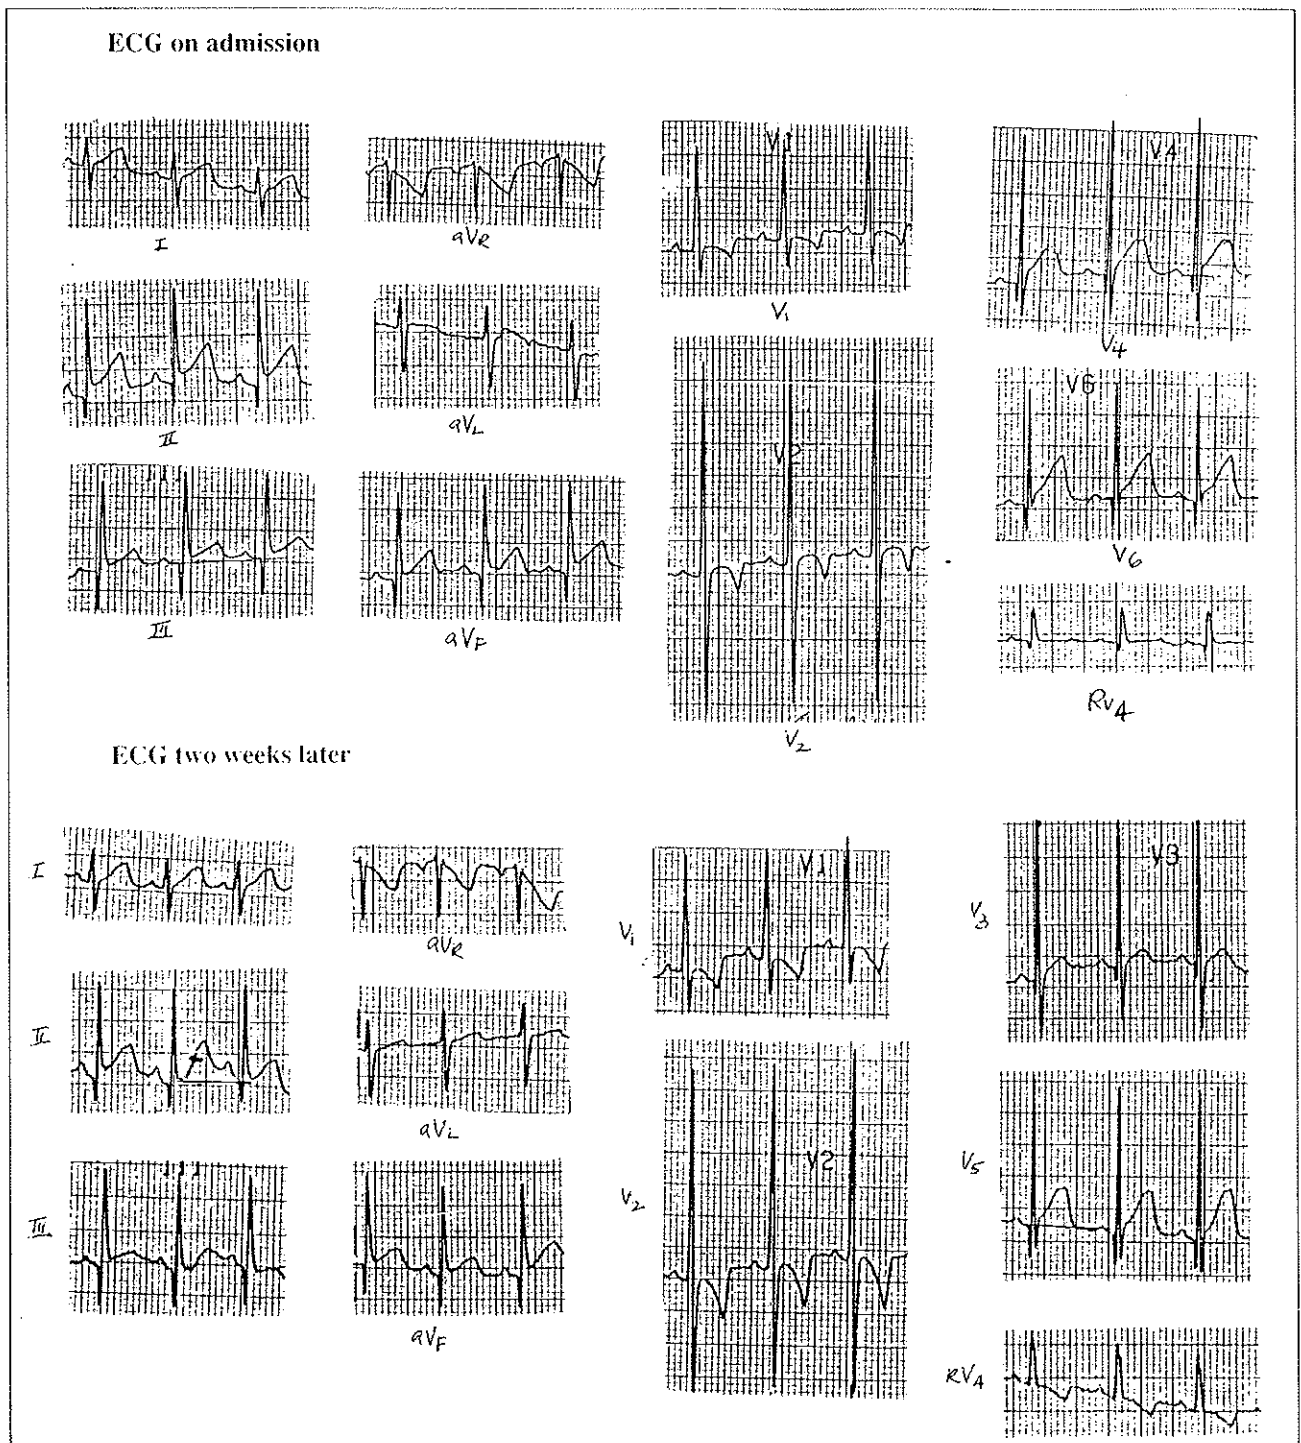 ECG on admission
I
aVR
V1
V1
V4
V4
II
aVL
V2
V2
V6
V6
III
aVF
RV4
ECG two weeks later
I
aVR
V1
V1
V3
V3
II
aVL
V2
V2
V5
III
aVF
RV4